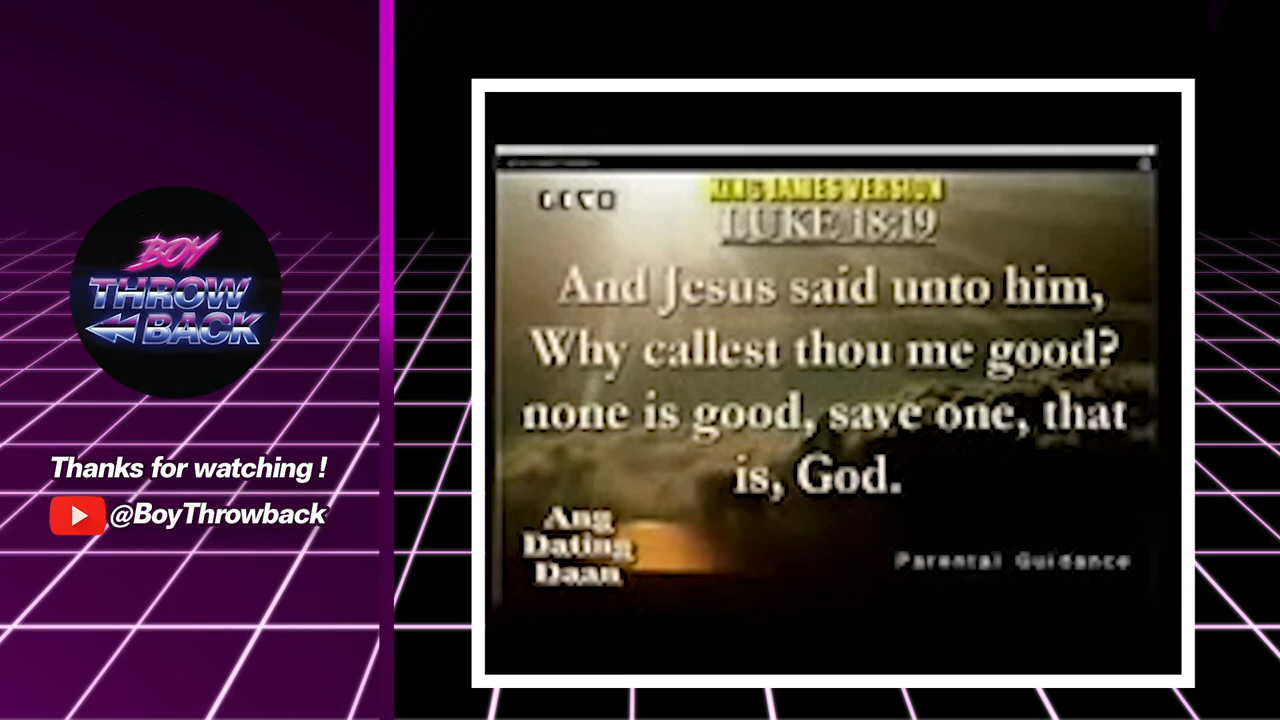 BOY
THROW
BACK
Thanks for watching !
@BoyThrowback
KING JAMES VERSION
LUKE 18:19
And Jesus said unto him,
Why callest thou me good?
none is good, save one, that
is, God.
Ang
Dating
Daan
Parental Guidance